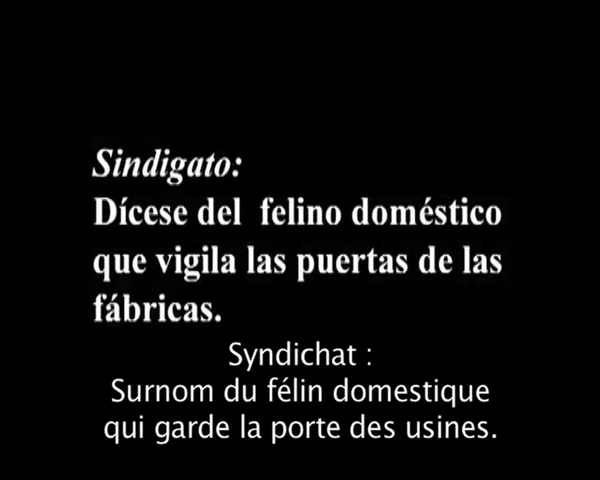 Sindigato:
Dícese del felino doméstico
que vigila las puertas de las
fábricas.
Syndichat :
Surnom du félin domestique
qui garde la porte des usines.